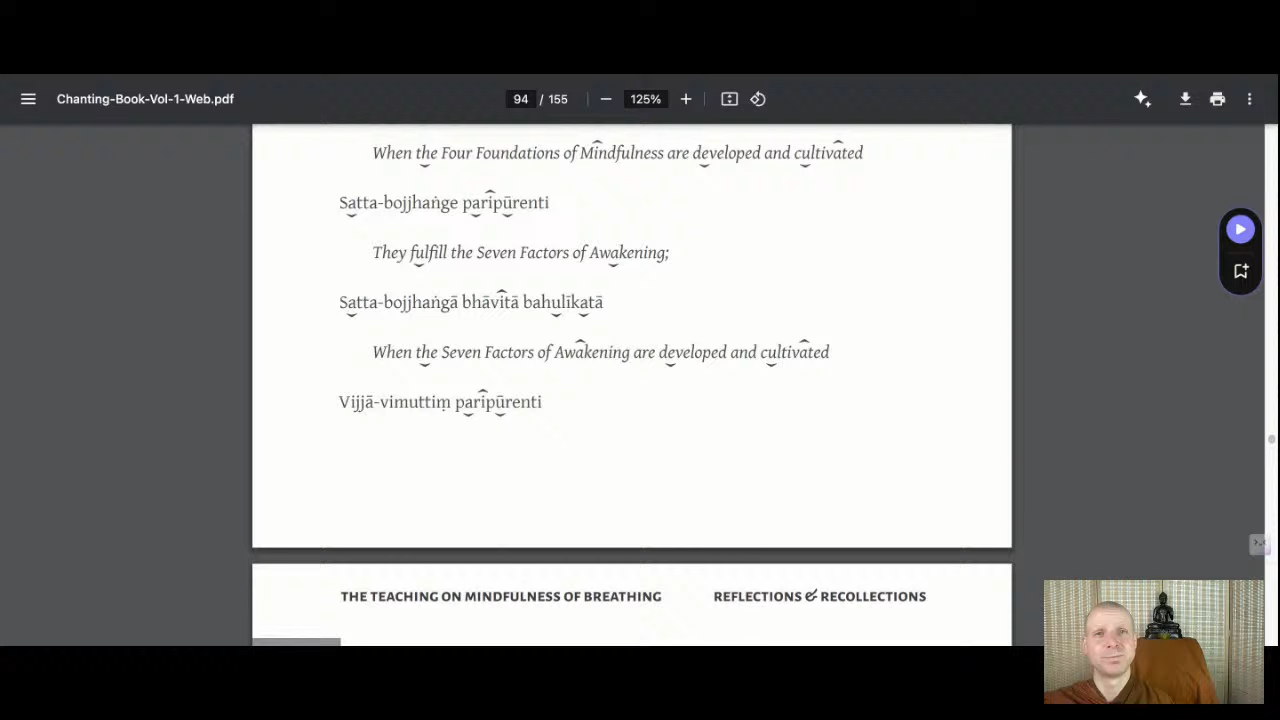 Chanting-Book-Vol-1-Web.pdf
94 / 155
125%
When the Four Foundations of Mindfulness are developed and cultivated
Satta-bojjhaṅge paripūrenti
They fulfill the Seven Factors of Awakening;
Satta-bojjhaṅgā bhāvitā bahulīkatā
When the Seven Factors of Awakening are developed and cultivated
Vijjā-vimuttiṃ paripūrenti
THE TEACHING ON MINDFULNESS OF BREATHING
REFLECTIONS & RECOLLECTIONS